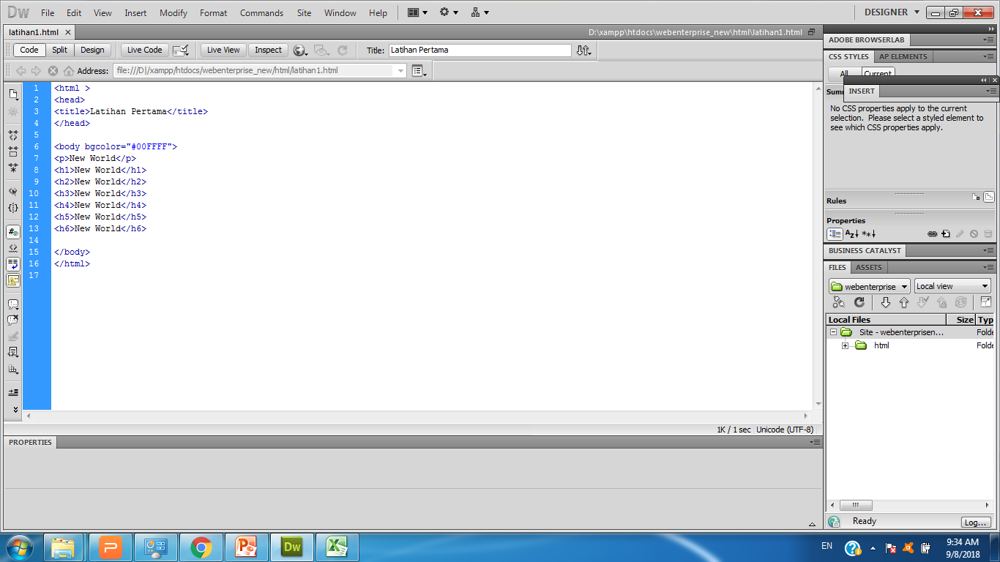 Dw File Edit View Insert Modify Format Commands Site Window Help DESIGNER
latihan1.html D:\xampp\htdocs\webenterprise_new\html\latihan1.html
Code Split Design Live Code Live View Inspect Title: Latihan Pertama
Address: file:///D|/xampp/htdocs/webenterprise_new/html/latihan1.html
1 <html >
2 <head>
3 <title>Latihan Pertama</title>
4 </head>
5
6 <body bgcolor="#00FFFF">
7 <p>New World</p>
8 <h1>New World</h1>
9 <h2>New World</h2>
10 <h3>New World</h3>
11 <h4>New World</h4>
12 <h5>New World</h5>
13 <h6>New World</h6>
14
15 </body>
16 </html>
17
1K / 1 sec Unicode (UTF-8)
PROPERTIES
ADOBE BROWSERLAB
CSS STYLES AP ELEMENTS
All Current
INSERT
No CSS properties apply to the current
selection. Please select a styled element to
see which CSS properties apply.
Rules
Properties
BUSINESS CATALYST
FILES ASSETS
webenterprise Local view
Local Files Size Typ
Site - webenterprisen... Folde
html Folde
Ready Log...
EN 9:34 AM
9/8/2018